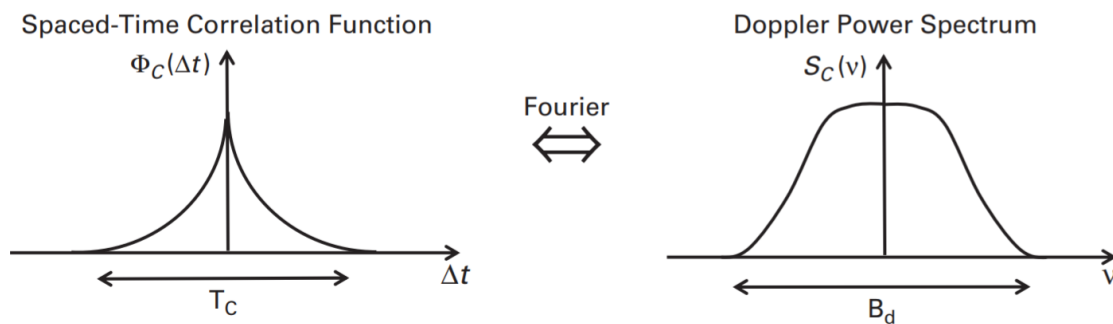 Spaced-Time Correlation Function
Φ_C(Δt)
Δt
T_C
Fourier
Doppler Power Spectrum
S_C(ν)
ν
B_d